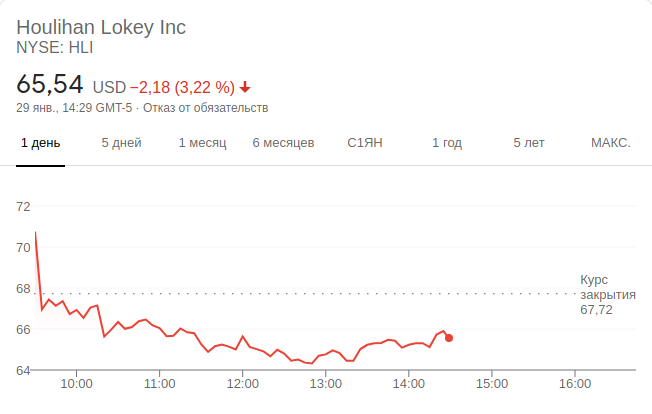 Houlihan Lokey Inc
NYSE: HLI
65,54 USD −2,18 (3,22 %)
29 янв., 14:29 GMT-5 · Отказ от обязательств
1 день 5 дней 1 месяц 6 месяцев С1ЯН 1 год 5 лет МАКС.
72
70
68
66
64
Курс
закрытия
67,72
10:00 11:00 12:00 13:00 14:00 15:00 16:00